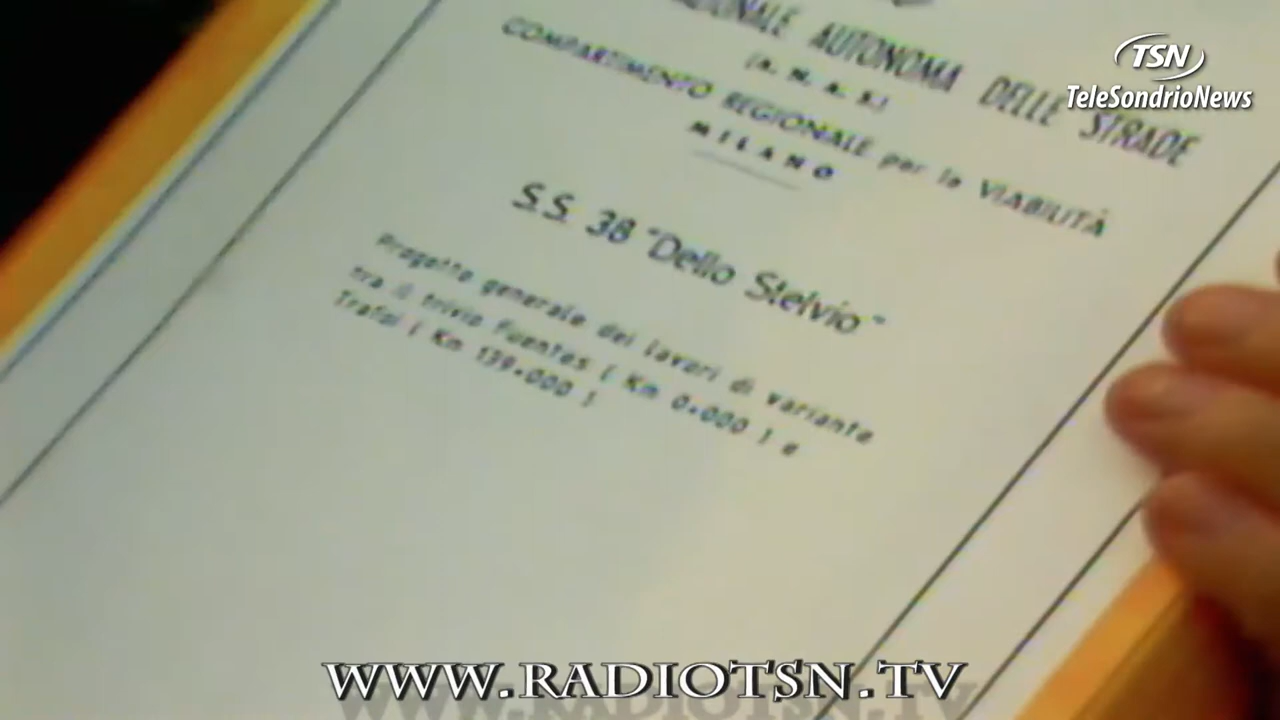 AUTONOMA DELLE STRADE
(A. N. A. S.)
COMPARTIMENTO REGIONALE per la VIABILITÀ
MILANO
S.S. 38 "Dello Stelvio"
Progetto generale dei lavori di variante
tra il trivio Fuentes ( Km 0+000 ) e
Trafoi ( Km 139+000 )
TSN
TeleSondrioNews
WWW.RADIOTSN.TV